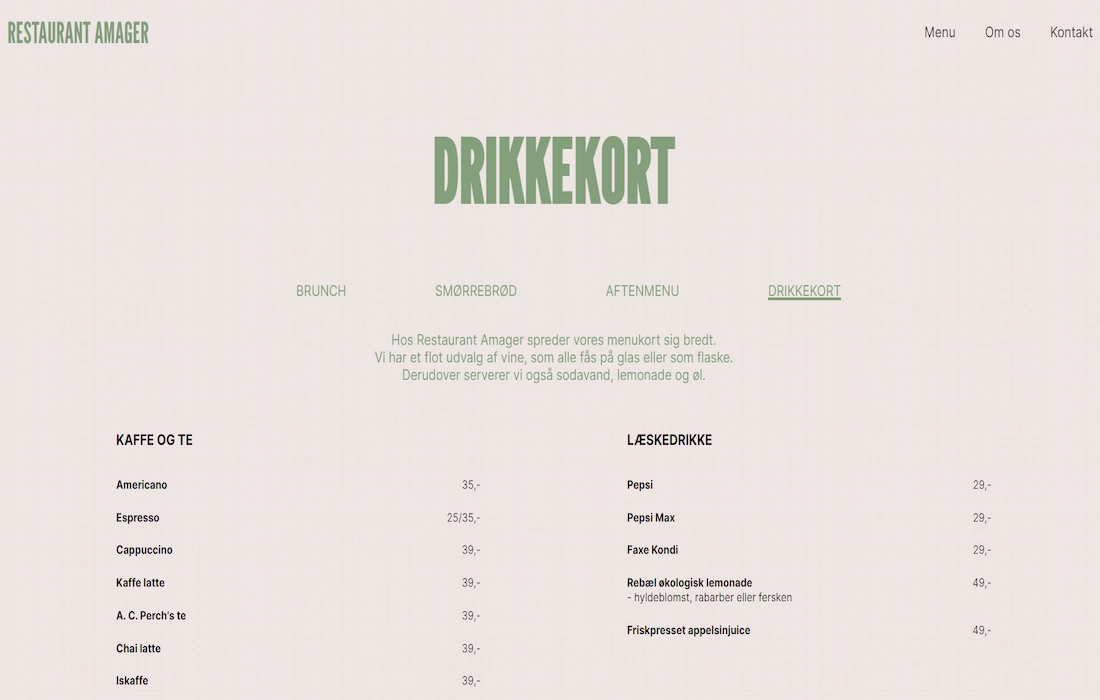 RESTAURANT AMAGER
Menu Om os Kontakt
DRIKKEKORT
BRUNCH SMØRREBRØD AFTENMENU DRIKKEKORT
Hos Restaurant Amager spreder vores menukort sig bredt.
Vi har et flot udvalg af vine, som alle fås på glas eller som flaske.
Derudover serverer vi også sodavand, lemonade og øl.
KAFFE OG TE
Americano 35,-
Espresso 25/35,-
Cappuccino 39,-
Kaffe latte 39,-
A. C. Perch's te 39,-
Chai latte 39,-
Iskaffe 39,-
LÆSKEDRIKKE
Pepsi 29,-
Pepsi Max 29,-
Faxe Kondi 29,-
Rebæl økologisk lemonade 49,-
- hyldeblomst, rabarber eller fersken
Friskpresset appelsinjuice 49,-